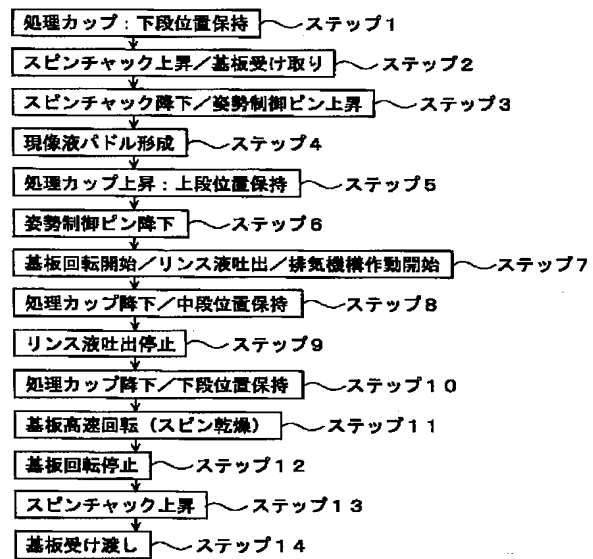 処理カップ：下段位置保持 ステップ1
スピンチャック上昇／基板受け取り ステップ2
スピンチャック降下／姿勢制御ピン上昇 ステップ3
現像液パドル形成 ステップ4
処理カップ上昇：上段位置保持 ステップ5
姿勢制御ピン降下 ステップ6
基板回転開始／リンス液吐出／排気機構作動開始 ステップ7
処理カップ降下／中段位置保持 ステップ8
リンス液吐出停止 ステップ9
処理カップ降下／下段位置保持 ステップ10
基板高速回転（スピン乾燥） ステップ11
基板回転停止 ステップ12
スピンチャック上昇 ステップ13
基板受け渡し ステップ14